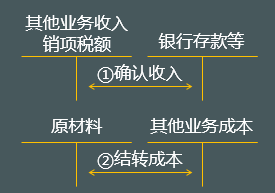 其他业务收入
销项税额
银行存款等
①确认收入
原材料
其他业务成本
②结转成本